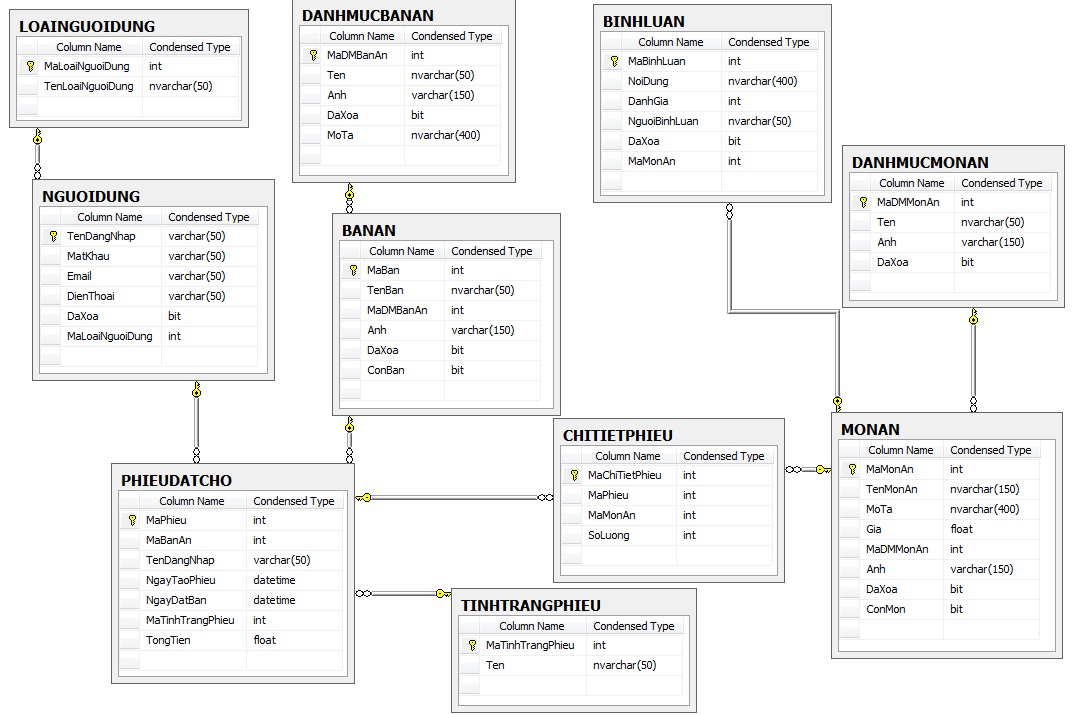 LOAINGUOIDUNG
Column Name Condensed Type
MaLoaiNguoiDung int
TenLoaiNguoiDung nvarchar(50)
DANHMUCBANAN
Column Name Condensed Type
MaDMBanAn int
Ten nvarchar(50)
Anh varchar(150)
DaXoa bit
MoTa nvarchar(400)
BINHLUAN
Column Name Condensed Type
MaBinhLuan int
NoiDung nvarchar(400)
DanhGia int
NguoiBinhLuan nvarchar(50)
DaXoa bit
MaMonAn int
DANHMUCMONAN
Column Name Condensed Type
MaDMMonAn int
Ten nvarchar(50)
Anh varchar(150)
DaXoa bit
NGUOIDUNG
Column Name Condensed Type
TenDangNhap varchar(50)
MatKhau varchar(50)
Email varchar(50)
DienThoai varchar(50)
DaXoa bit
MaLoaiNguoiDung int
BANAN
Column Name Condensed Type
MaBan int
TenBan nvarchar(50)
MaDMBanAn int
Anh varchar(150)
DaXoa bit
ConBan bit
CHITIETPHIEU
Column Name Condensed Type
MaChiTietPhieu int
MaPhieu int
MaMonAn int
SoLuong int
MONAN
Column Name Condensed Type
MaMonAn int
TenMonAn nvarchar(150)
MoTa nvarchar(400)
Gia float
MaDMMonAn int
Anh varchar(150)
DaXoa bit
ConMon bit
PHIEUDATCHO
Column Name Condensed Type
MaPhieu int
MaBanAn int
TenDangNhap varchar(50)
NgayTaoPhieu datetime
NgayDatBan datetime
MaTinhTrangPhieu int
TongTien float
TINHTRANGPHIEU
Column Name Condensed Type
MaTinhTrangPhieu int
Ten nvarchar(50)